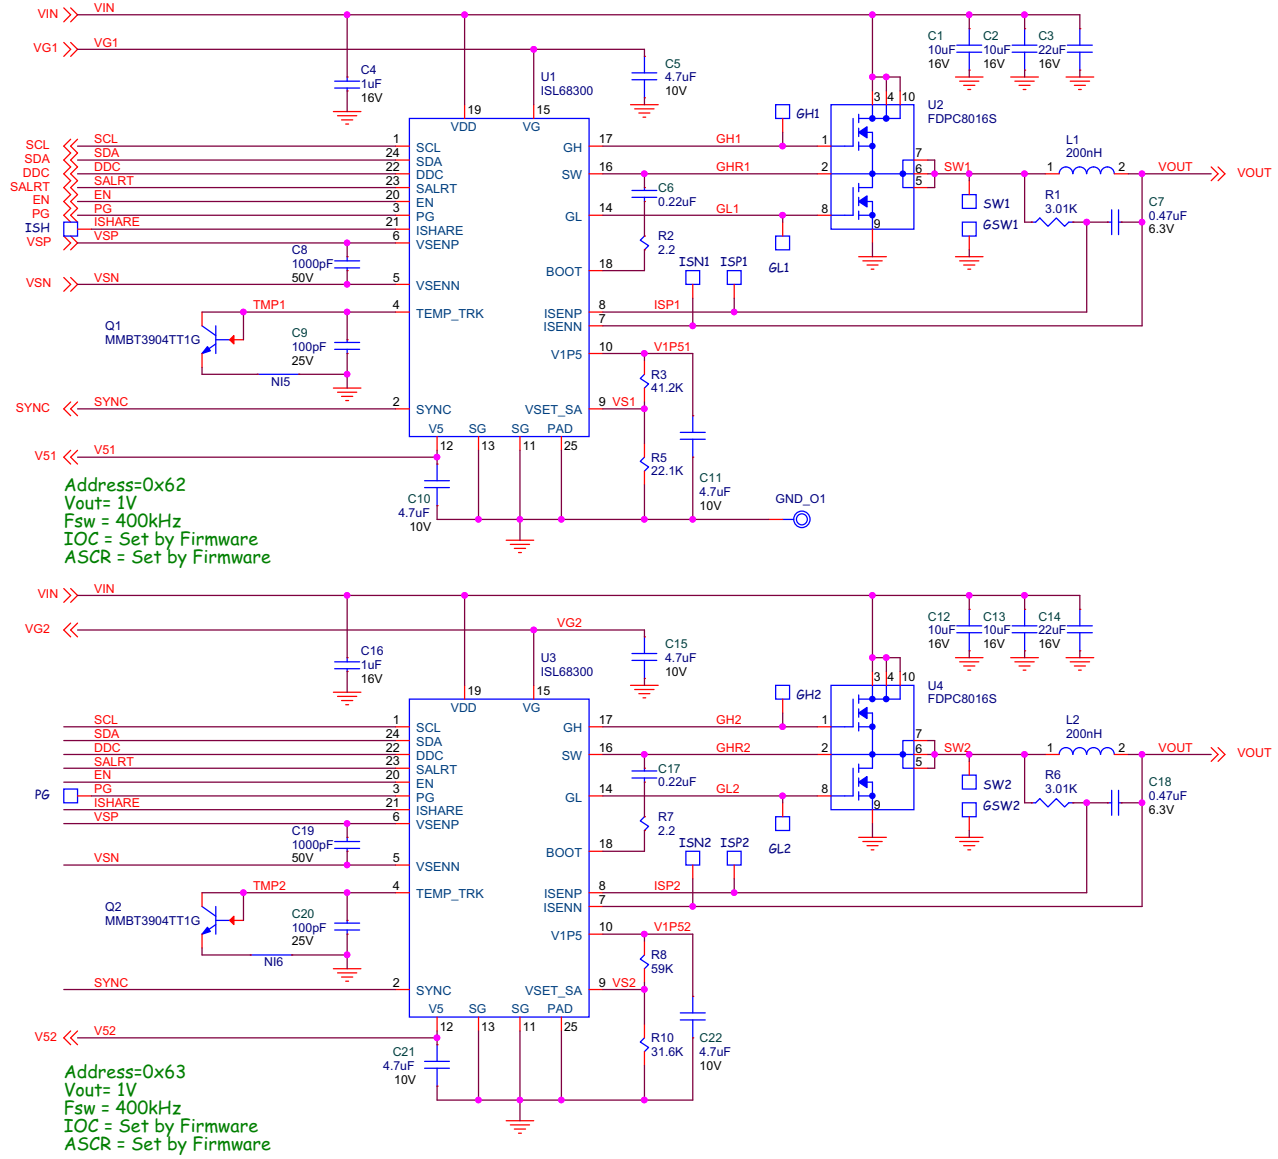 VIN
VIN
VG1
VG1
C4
1uF
16V
C5
4.7uF
10V
U1
ISL68300
C1
10uF
16V
C2
10uF
16V
C3
22uF
16V
19
15
VDD
VG
GH1
3 4 10
U2
FDPC8016S
SCL
SCL
1
SCL
SDA
SDA
24
SDA
DDC
DDC
22
DDC
SALRT
SALRT
23
SALRT
EN
EN
20
EN
PG
PG
3
PG
ISH
ISHARE
21
ISHARE
VSP
VSP
6
VSENP
GH
17
GH1
1
SW
16
GHR1
2
GL
14
GL1
8
9
7
6
5
SW1
L1
200nH
1
2
VOUT
VOUT
C6
0.22uF
R2
2.2
SW1
GSW1
R1
3.01K
C7
0.47uF
6.3V
GL1
C8
1000pF
50V
VSN
VSN
5
VSENN
BOOT
18
ISN1
ISP1
TMP1
4
TEMP_TRK
ISENP
8
ISP1
ISENN
7
Q1
MMBT3904TT1G
C9
100pF
25V
NI5
V1P5
10
V1P51
R3
41.2K
SYNC
SYNC
2
SYNC
VSET_SA
9
VS1
V5
SG
SG
PAD
12
13
11
25
V51
V51
R5
22.1K
C10
4.7uF
10V
C11
4.7uF
10V
GND_O1
Address=0x62
Vout= 1V
Fsw = 400kHz
IOC = Set by Firmware
ASCR = Set by Firmware
VIN
VIN
VG2
VG2
C16
1uF
16V
C15
4.7uF
10V
U3
ISL68300
C12
10uF
16V
C13
10uF
16V
C14
22uF
16V
19
15
VDD
VG
GH2
3 4 10
U4
FDPC8016S
SCL
1
SCL
SDA
24
SDA
DDC
22
DDC
SALRT
23
SALRT
EN
20
EN
PG
PG
3
PG
ISHARE
21
ISHARE
VSP
6
VSENP
GH
17
GH2
1
SW
16
GHR2
2
GL
14
GL2
8
9
7
6
5
SW2
L2
200nH
1
2
VOUT
VOUT
C17
0.22uF
R7
2.2
SW2
GSW2
R6
3.01K
C18
0.47uF
6.3V
GL2
C19
1000pF
50V
VSN
5
VSENN
BOOT
18
ISN2
ISP2
TMP2
4
TEMP_TRK
ISENP
8
ISP2
ISENN
7
Q2
MMBT3904TT1G
C20
100pF
25V
NI6
V1P5
10
V1P52
R8
59K
SYNC
2
SYNC
VSET_SA
9
VS2
V5
SG
SG
PAD
12
13
11
25
V52
V52
R10
31.6K
C21
4.7uF
10V
C22
4.7uF
10V
Address=0x63
Vout= 1V
Fsw = 400kHz
IOC = Set by Firmware
ASCR = Set by Firmware